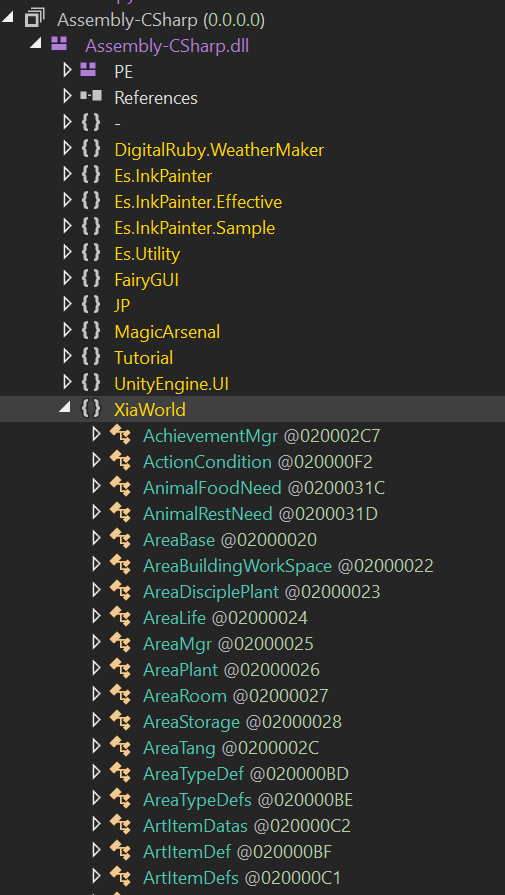 Assembly-CSharp (0.0.0.0)
Assembly-CSharp.dll
PE
References
{ } -
{ } DigitalRuby.WeatherMaker
{ } Es.InkPainter
{ } Es.InkPainter.Effective
{ } Es.InkPainter.Sample
{ } Es.Utility
{ } FairyGUI
{ } JP
{ } MagicArsenal
{ } Tutorial
{ } UnityEngine.UI
{ } XiaWorld
AchievementMgr @020002C7
ActionCondition @020000F2
AnimalFoodNeed @0200031C
AnimalRestNeed @0200031D
AreaBase @02000020
AreaBuildingWorkSpace @02000022
AreaDisciplePlant @02000023
AreaLife @02000024
AreaMgr @02000025
AreaPlant @02000026
AreaRoom @02000027
AreaStorage @02000028
AreaTang @0200002C
AreaTypeDef @020000BD
AreaTypeDefs @020000BE
ArtItemDatas @020000C2
ArtItemDef @020000BF
ArtItemDefs @020000C1